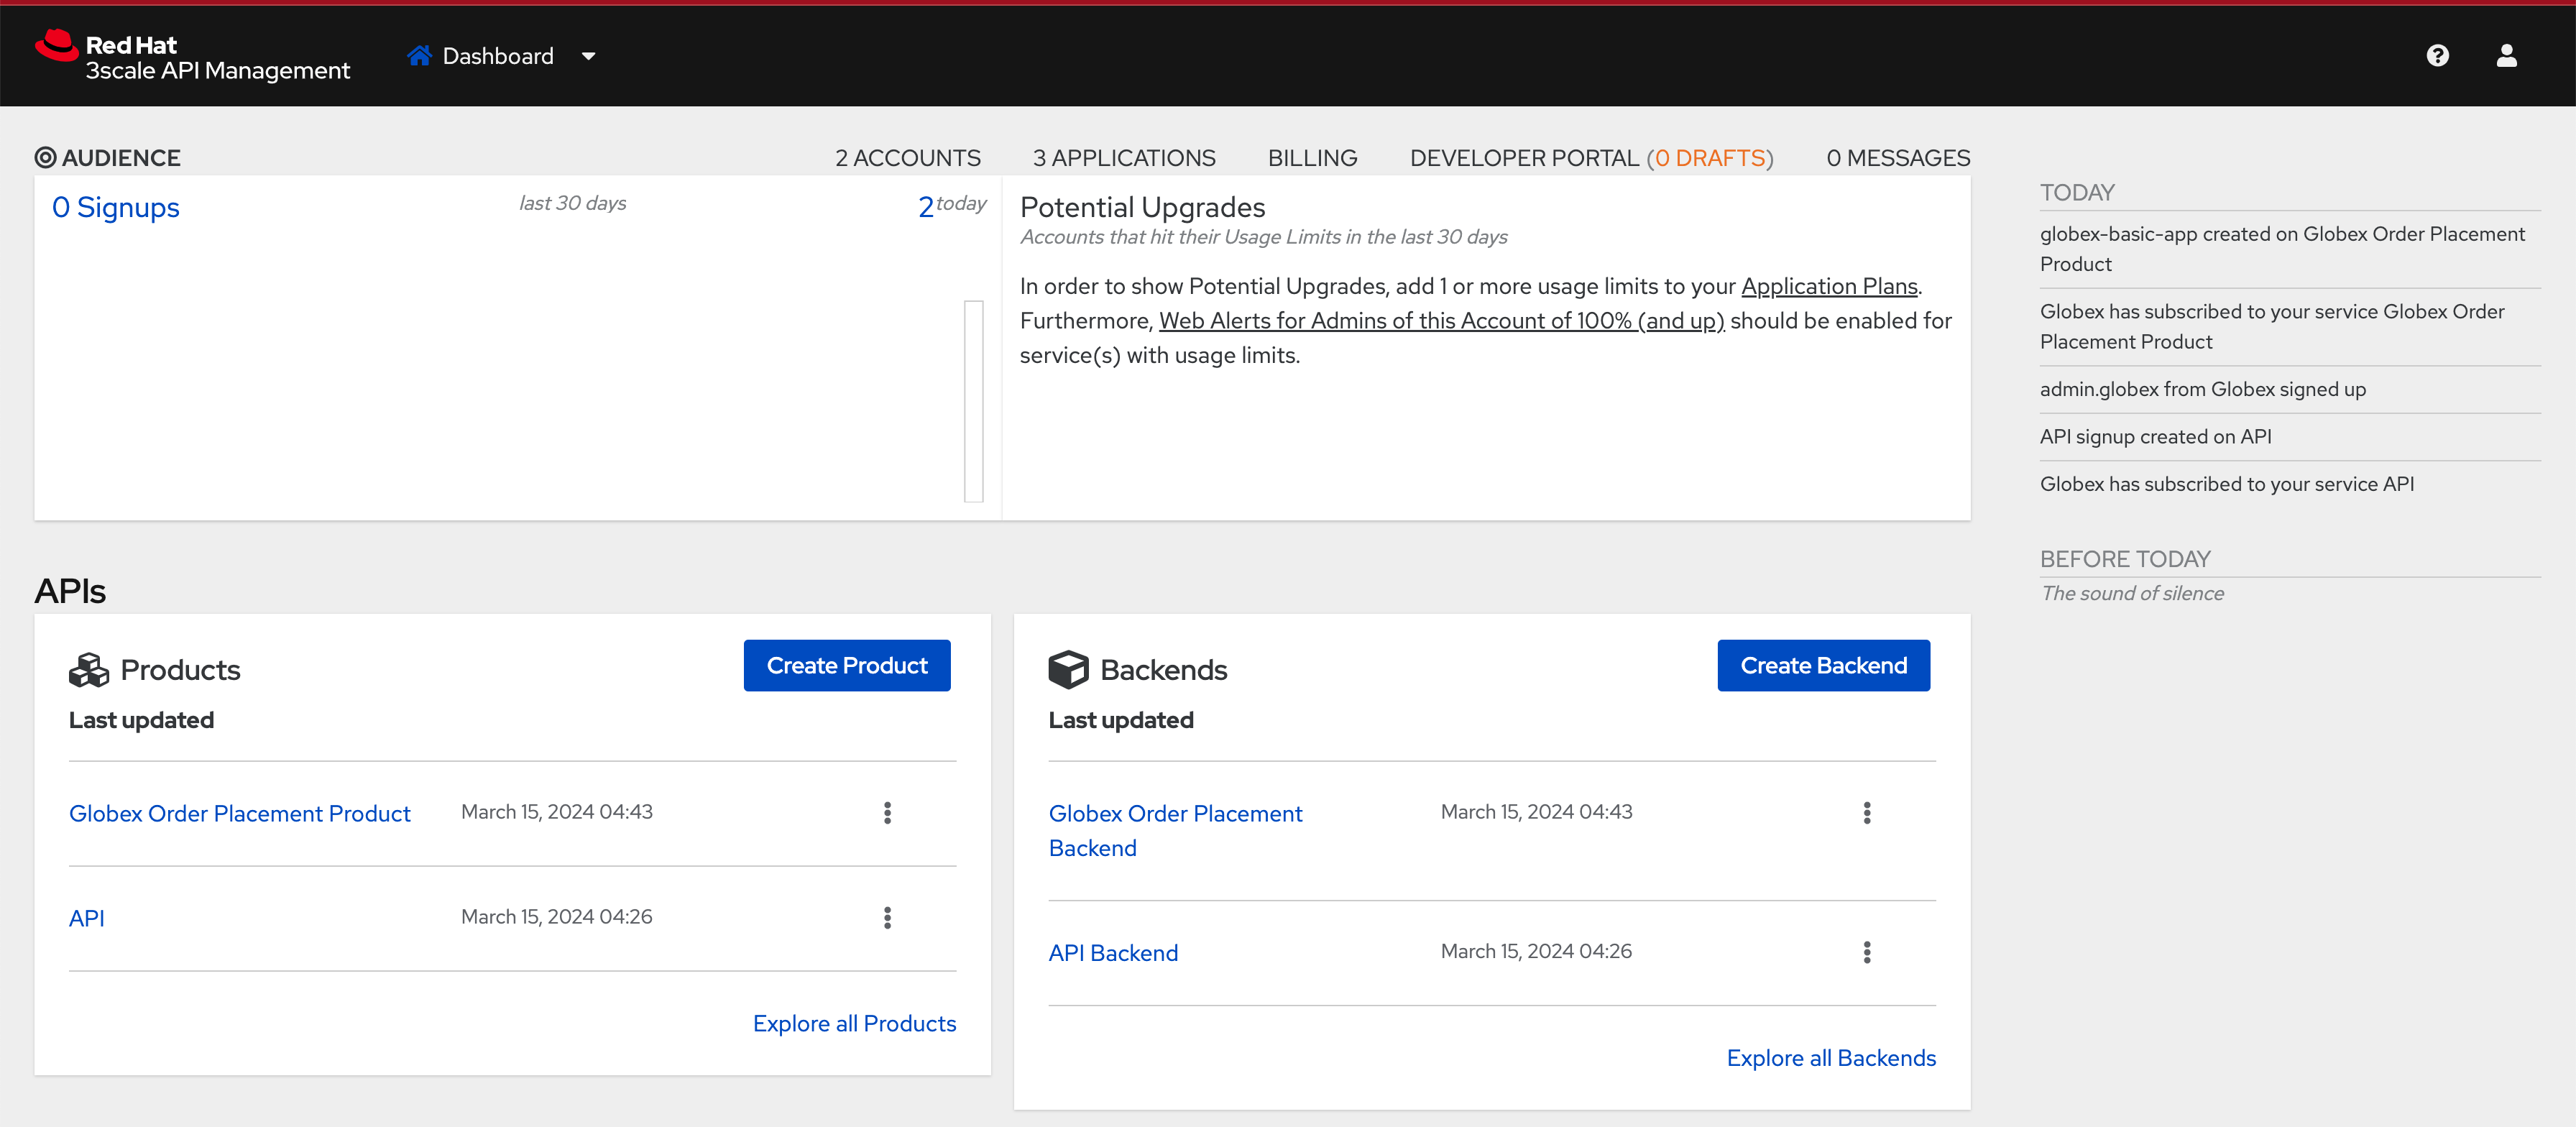 Red Hat
3scale API Management
Dashboard
AUDIENCE
2 ACCOUNTS
3 APPLICATIONS
BILLING
DEVELOPER PORTAL (0 DRAFTS)
0 MESSAGES
0 Signups
last 30 days
2 today
Potential Upgrades
Accounts that hit their Usage Limits in the last 30 days
In order to show Potential Upgrades, add 1 or more usage limits to your Application Plans.
Furthermore, Web Alerts for Admins of this Account of 100% (and up) should be enabled for
service(s) with usage limits.
TODAY
globex-basic-app created on Globex Order Placement
Product
Globex has subscribed to your service Globex Order
Placement Product
admin.globex from Globex signed up
API signup created on API
Globex has subscribed to your service API
BEFORE TODAY
The sound of silence
APIs
Products
Create Product
Last updated
Globex Order Placement Product
March 15, 2024 04:43
API
March 15, 2024 04:26
Explore all Products
Backends
Create Backend
Last updated
Globex Order Placement
Backend
March 15, 2024 04:43
API Backend
March 15, 2024 04:26
Explore all Backends